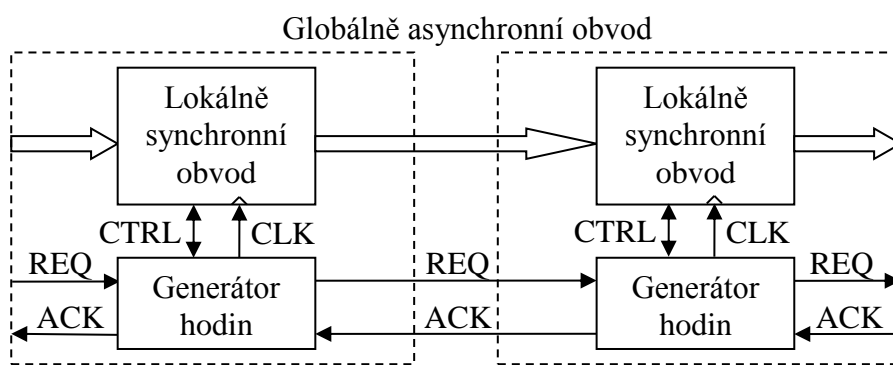 Globálně asynchronní obvod
Lokálně
synchronní
obvod
Lokálně
synchronní
obvod
CTRL
CLK
CTRL
CLK
REQ
REQ
REQ
Generátor
hodin
Generátor
hodin
ACK
ACK
ACK